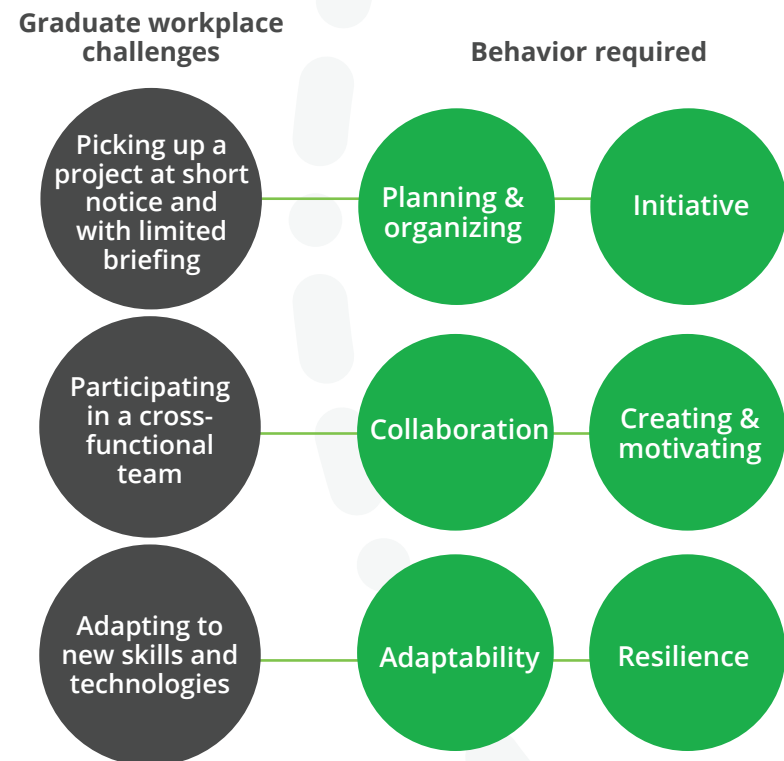 Graduate workplace
challenges
Behavior required
Picking up a
project at short
notice and
with limited
briefing
Planning &
organizing
Initiative
Participating
in a cross-
functional
team
Collaboration
Creating &
motivating
Adapting to
new skills and
technologies
Adaptability
Resilience